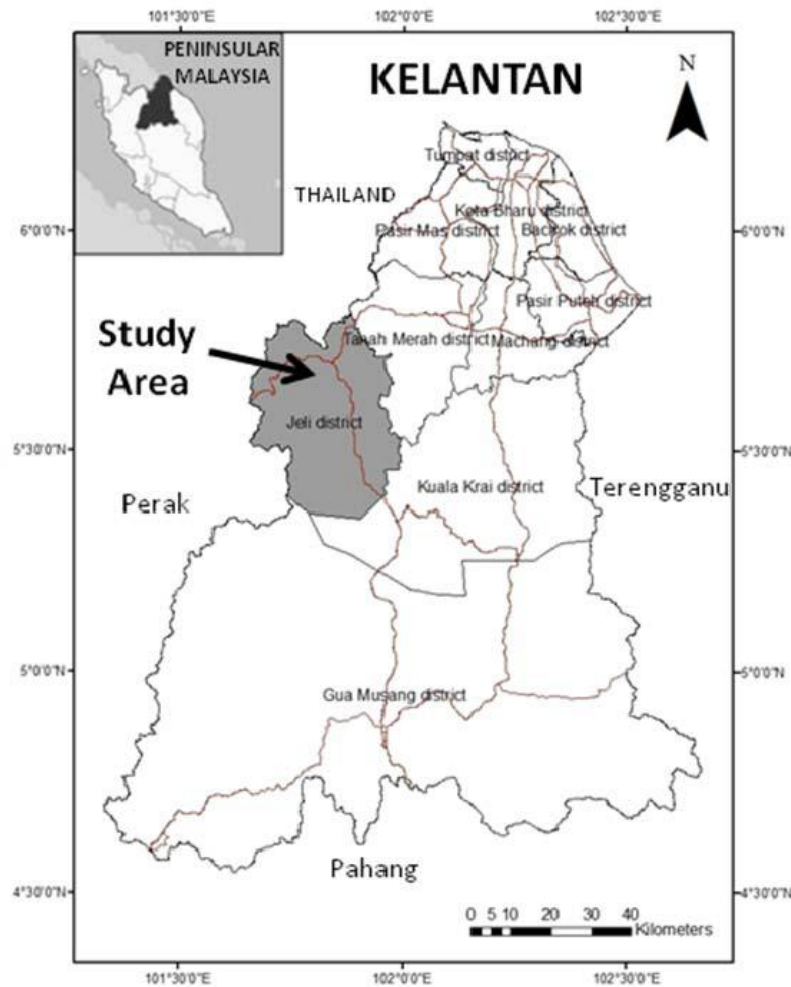 101°30'0"E
102°0'0"E
102°30'0"E
PENINSULAR
MALAYSIA
KELANTAN
N
Tumpat district
THAILAND
Kota Bharu district
6°0'0"N
Pasir Mas district
Bachok district
6°0'0"N
Pasir Puteh district
Study
Area
Tanah Merah district
Machang district
Jeli district
5°30'0"N
5°30'0"N
Kuala Krai district
Terengganu
Perak
5°0'0"N
5°0'0"N
Gua Musang district
Pahang
4°30'0"N
4°30'0"N
0 5 10 20 30 40
Kilometers
101°30'0"E
102°0'0"E
102°30'0"E